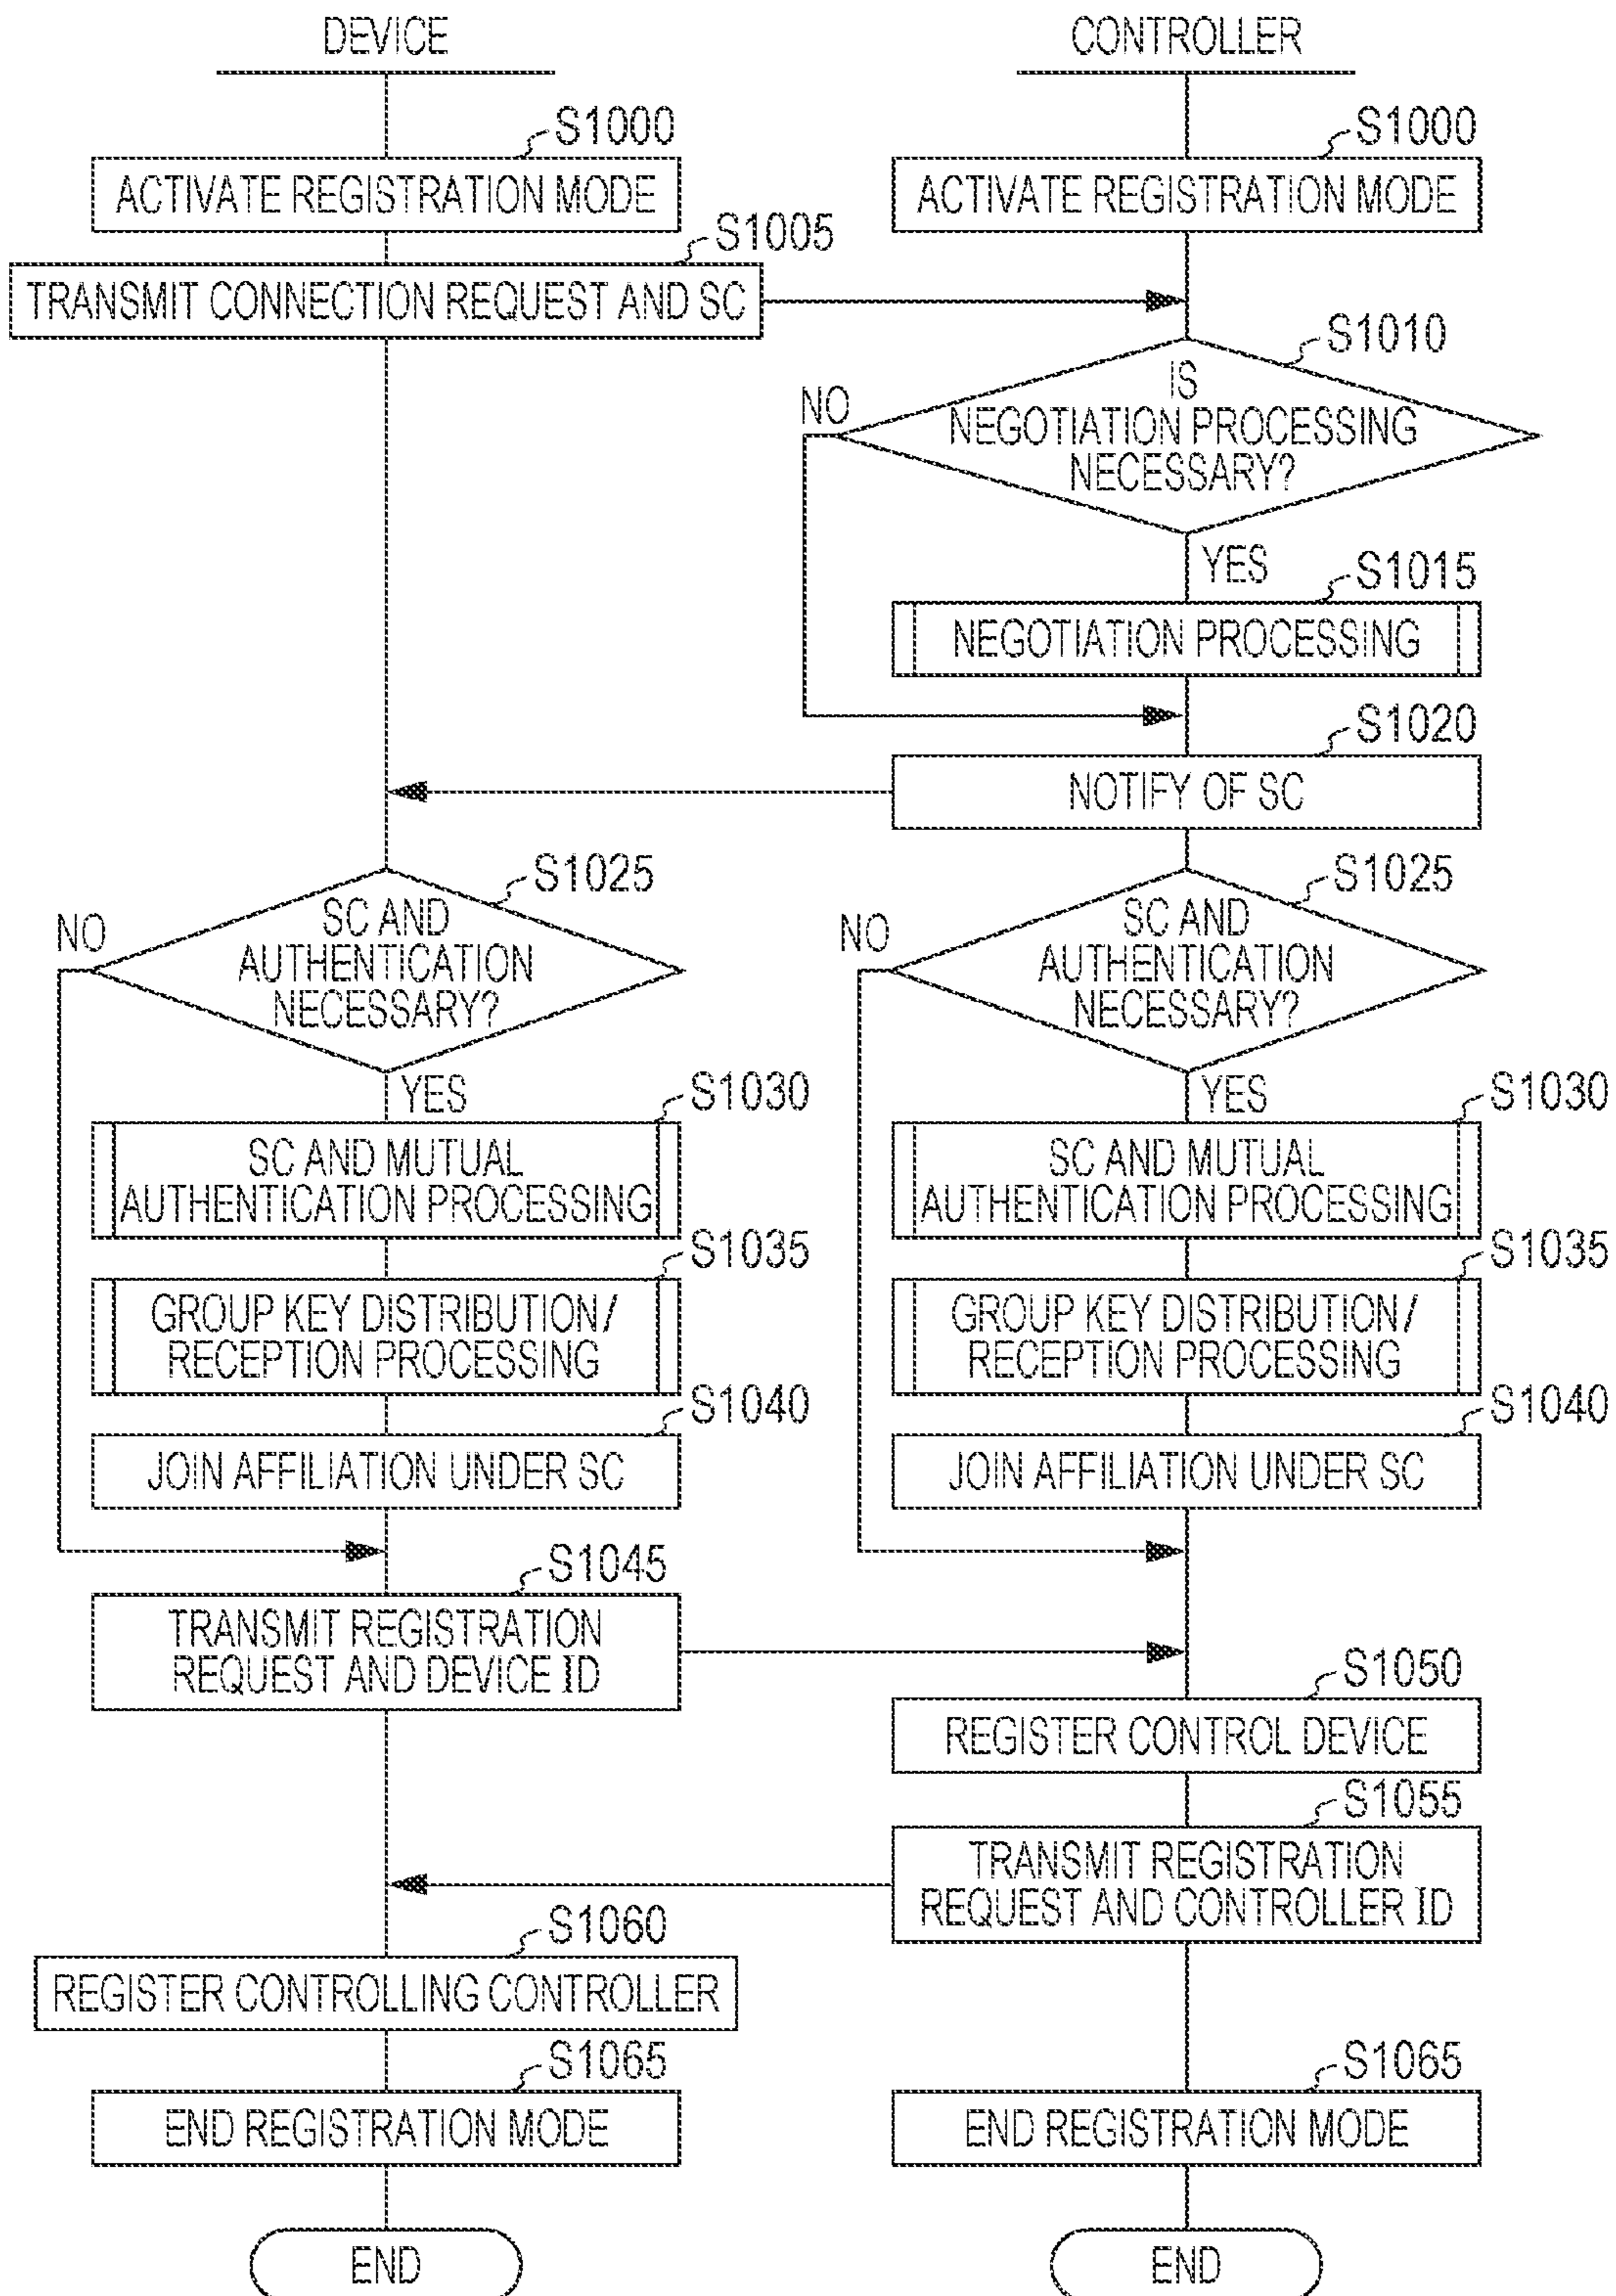 DEVICE
CONTROLLER
S1000
S1000
ACTIVATE REGISTRATION MODE
ACTIVATE REGISTRATION MODE
S1005
TRANSMIT CONNECTION REQUEST AND SC
S1010
IS
NEGOTIATION PROCESSING
NECESSARY?
NO
YES
S1015
NEGOTIATION PROCESSING
S1020
NOTIFY OF SC
S1025
SC AND
AUTHENTICATION
NECESSARY?
NO
YES
S1025
SC AND
AUTHENTICATION
NECESSARY?
NO
YES
S1030
SC AND MUTUAL
AUTHENTICATION PROCESSING
S1030
SC AND MUTUAL
AUTHENTICATION PROCESSING
S1035
GROUP KEY DISTRIBUTION/
RECEPTION PROCESSING
S1035
GROUP KEY DISTRIBUTION/
RECEPTION PROCESSING
S1040
JOIN AFFILIATION UNDER SC
S1040
JOIN AFFILIATION UNDER SC
S1045
TRANSMIT REGISTRATION
REQUEST AND DEVICE ID
S1050
REGISTER CONTROL DEVICE
S1055
TRANSMIT REGISTRATION
REQUEST AND CONTROLLER ID
S1060
REGISTER CONTROLLING CONTROLLER
S1065
END REGISTRATION MODE
S1065
END REGISTRATION MODE
END
END